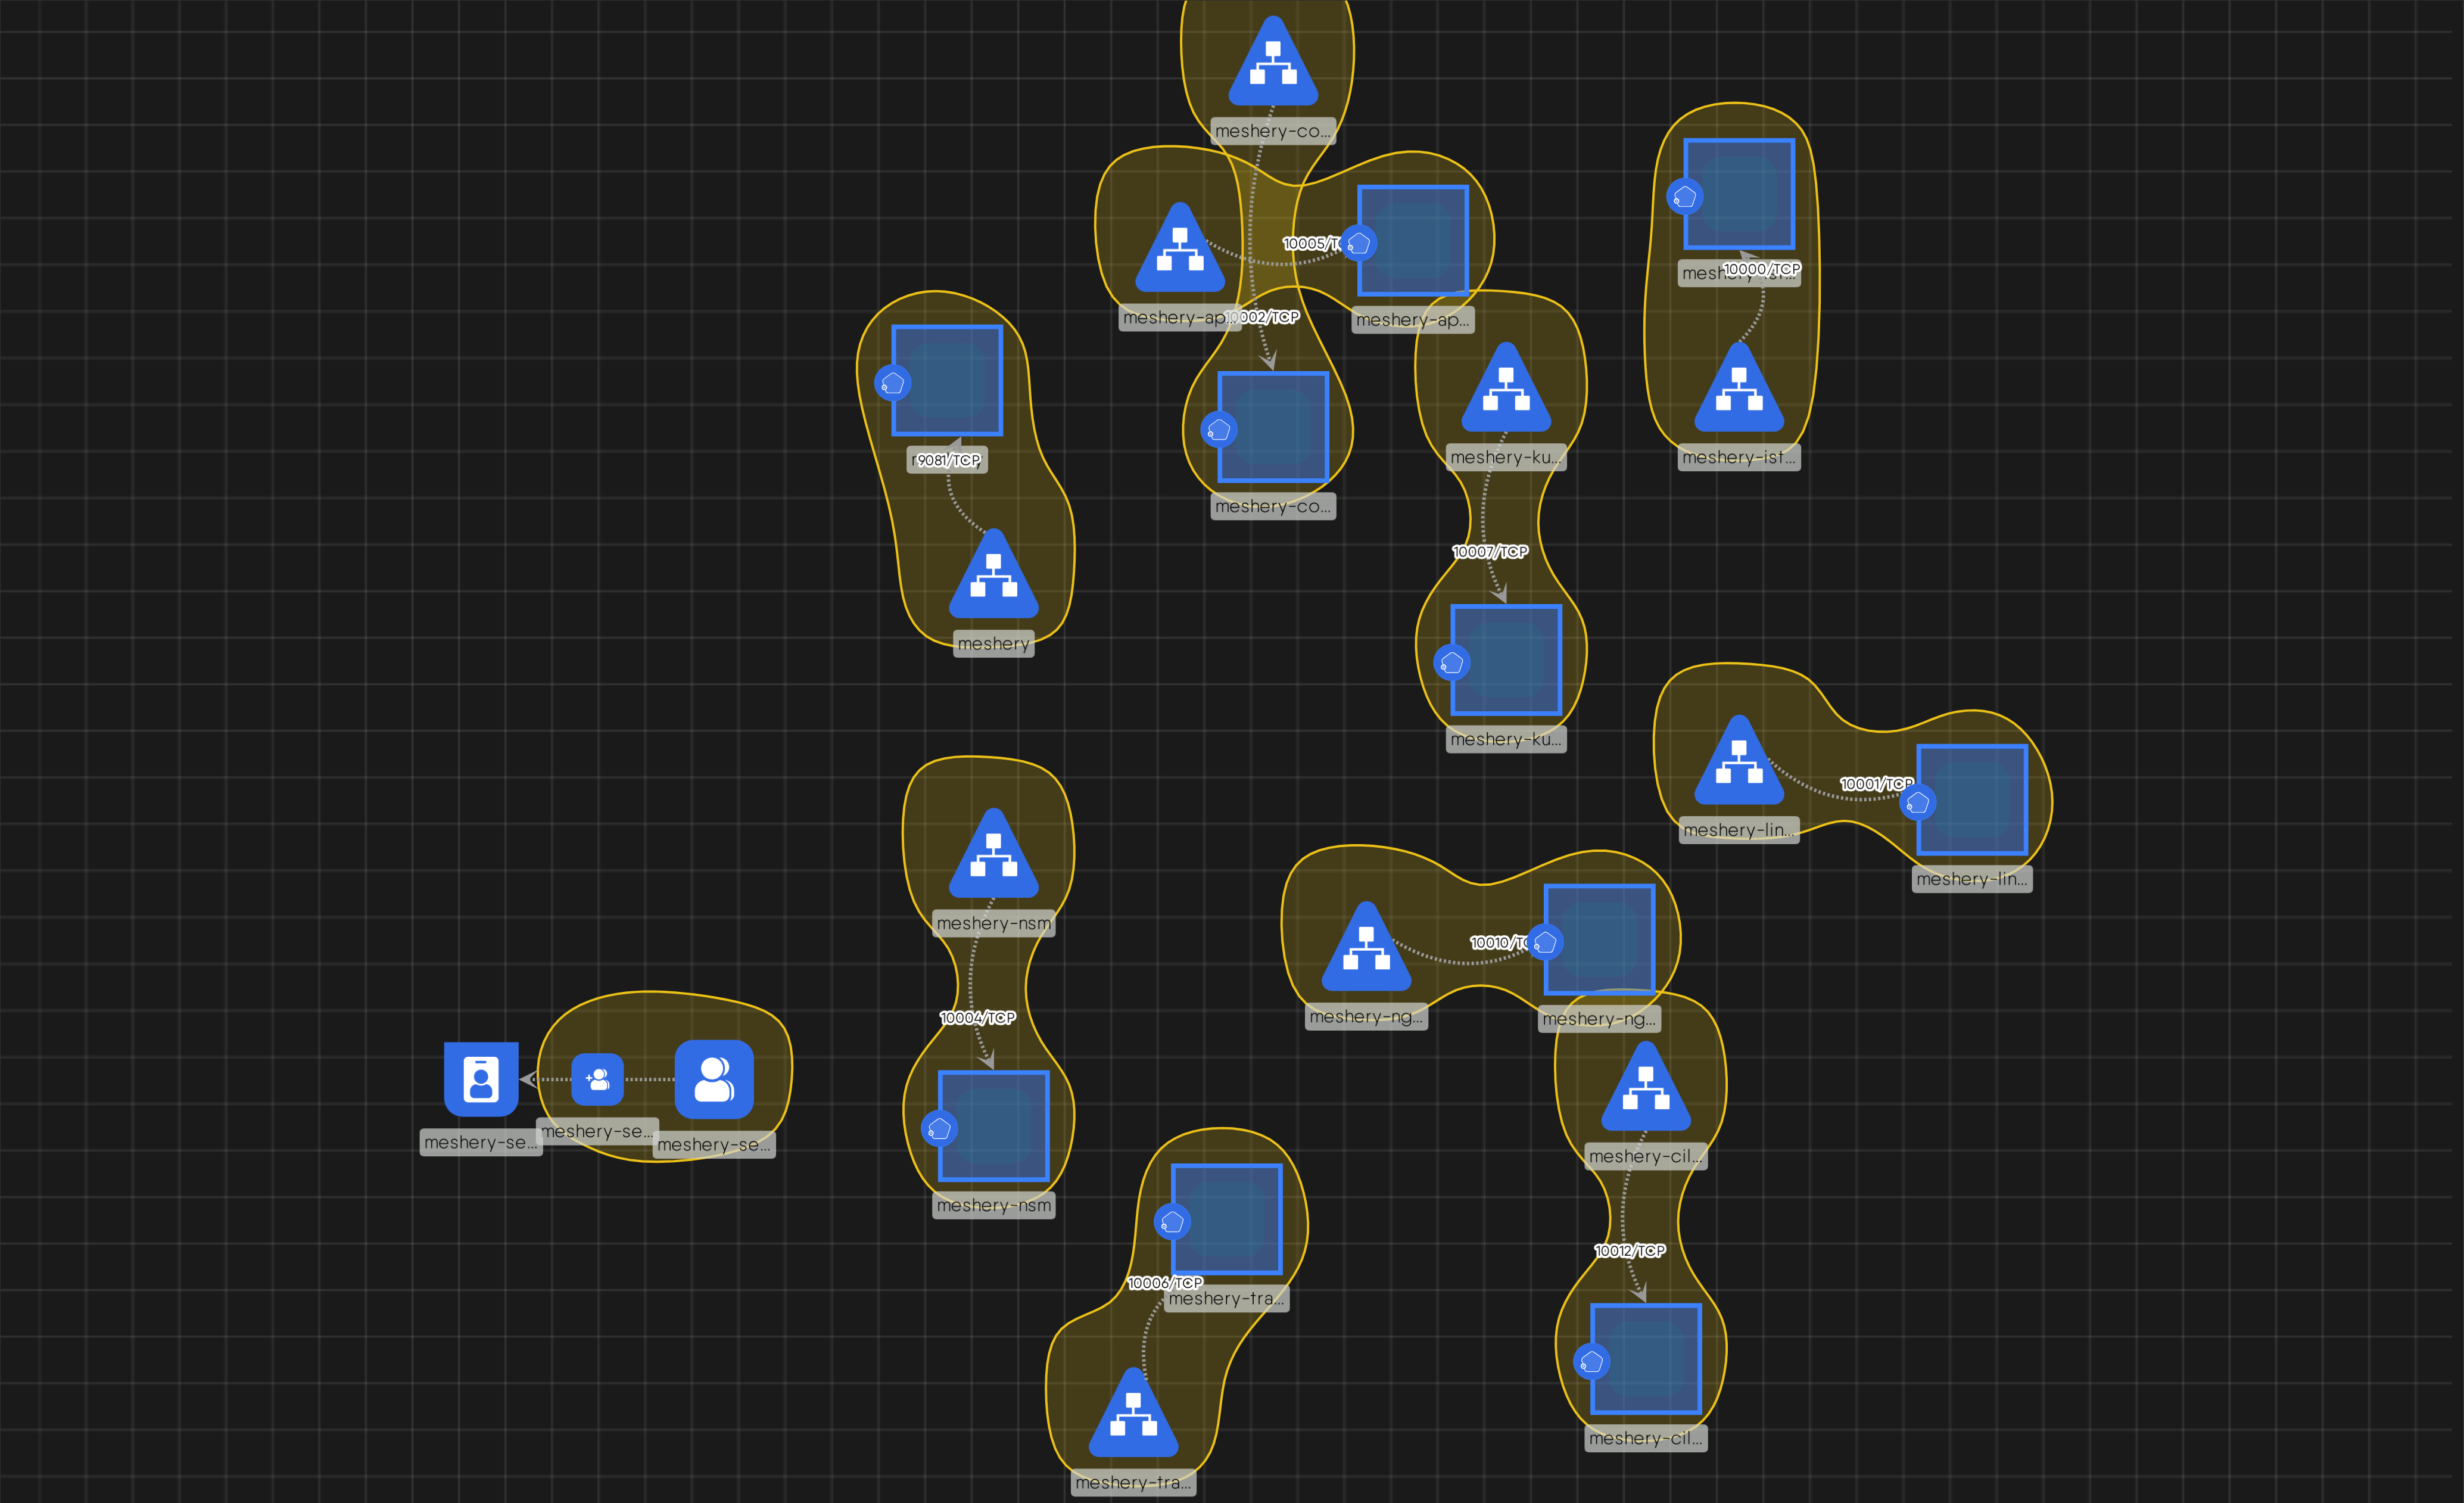 meshery-co...
meshery-ap...
10005/TC
10002/TCP
meshery-ap...
meshery-co...
10000/TCP
meshery-ist...
9081/TCP
meshery
meshery-ku...
10007/TCP
meshery-ku...
meshery-lin...
10001/TCP
meshery-lin...
meshery-nsm
10004/TCP
meshery-nsm
meshery-ng...
10010/TC
meshery-ng...
meshery-se...
meshery-se...
meshery-se...
meshery-cil...
10012/TCP
meshery-cil...
10006/TCP
meshery-tra...
meshery-tra...